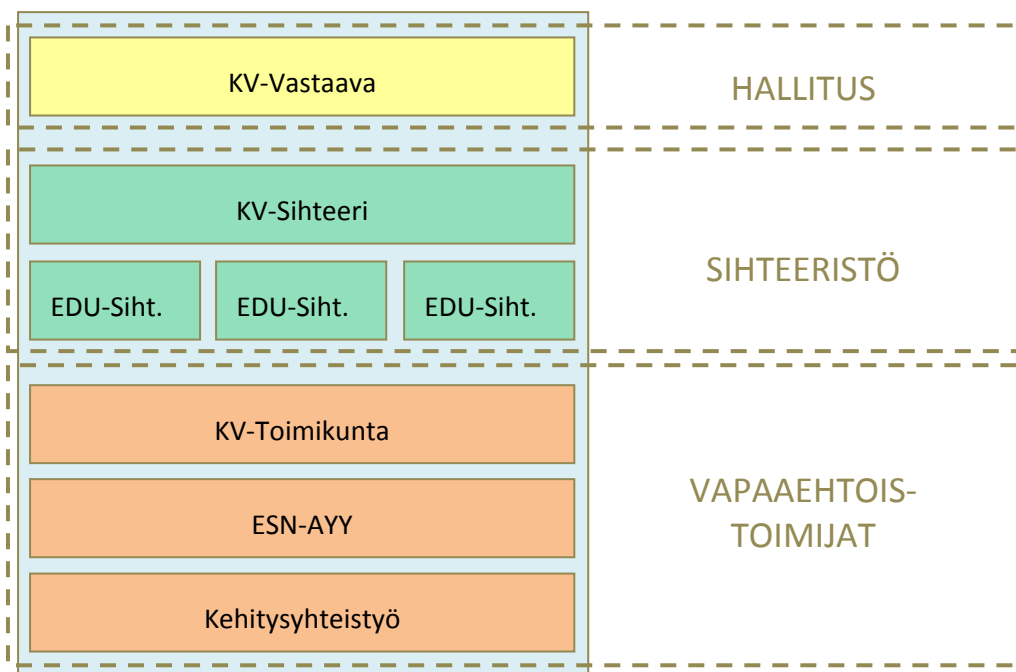 KV-Vastaava
HALLITUS
KV-Sihteeri
EDU-Siht.
EDU-Siht.
EDU-Siht.
SIHTEERISTÖ
KV-Toimikunta
ESN-AYY
Kehitysyhteistyö
VAPAAEHTOIS-
TOIMIJAT